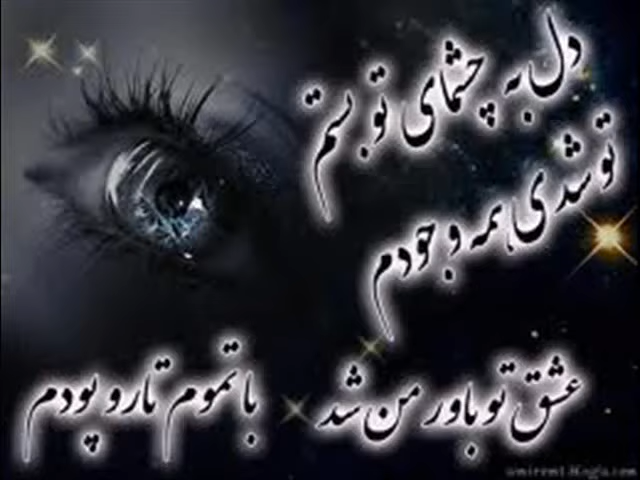 دل به چشمای تو بستم
تو شدی همه وجودم
عشق تو باور من شد
با تموم تار و پودم